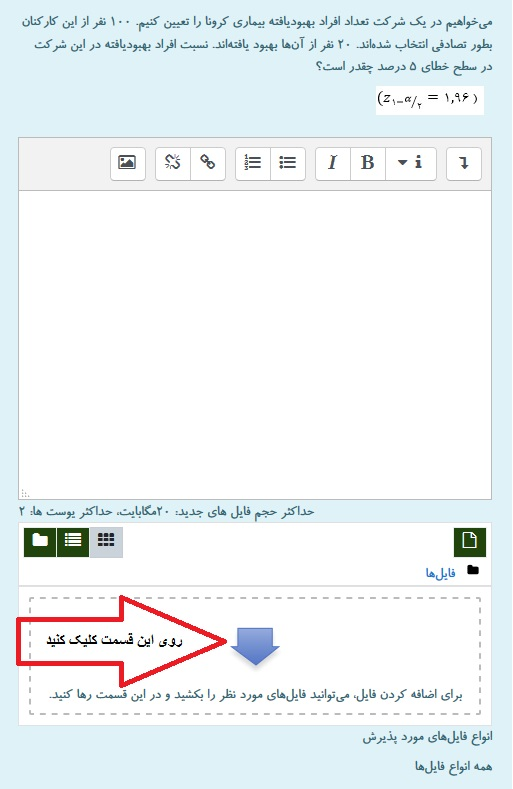 می‌خواهیم در یک شرکت تعداد افراد بهبودیافته بیماری کرونا را تعیین کنیم. ۱۰۰ نفر از این کارکنان
بطور تصادفی انتخاب شده‌اند. ۲۰ نفر از آن‌ها بهبود یافته‌اند. نسبت افراد بهبودیافته در این شرکت
در سطح خطای ۵ درصد چقدر است؟
(z₁₋α/₂ = ۱,۹۶)
I B i
حداکثر حجم فایل های جدید: ۲۰مگابایت، حداکثر پیوست ها: ۲
فایل‌ها
روی این قسمت کلیک کنید
برای اضافه کردن فایل، می‌توانید فایل‌های مورد نظر را بکشید و در این قسمت رها کنید.
انواع فایل‌های مورد پذیرش
همه انواع فایل‌ها